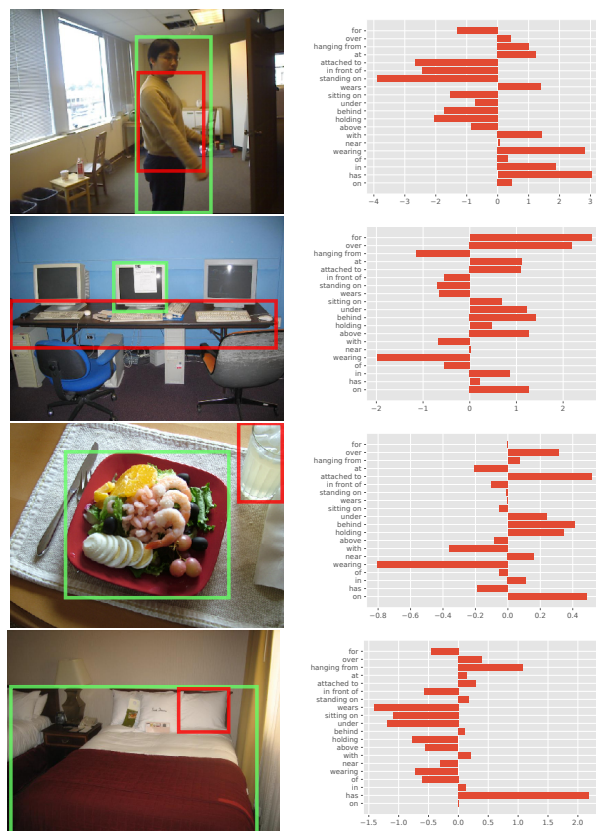 for
over
hanging from
at
attached to
in front of
standing on
wears
sitting on
under
behind
holding
above
with
near
wearing
of
in
has
on
−4 −3 −2 −1 0 1 2 3
for
over
hanging from
at
attached to
in front of
standing on
wears
sitting on
under
behind
holding
above
with
near
wearing
of
in
has
on
−2 −1 0 1 2
for
over
hanging from
at
attached to
in front of
standing on
wears
sitting on
under
behind
holding
above
with
near
wearing
of
in
has
on
−0.8 −0.6 −0.4 −0.2 0.0 0.2 0.4
for
over
hanging from
at
attached to
in front of
standing on
wears
sitting on
under
behind
holding
above
with
near
wearing
of
in
has
on
−1.5 −1.0 −0.5 0.0 0.5 1.0 1.5 2.0